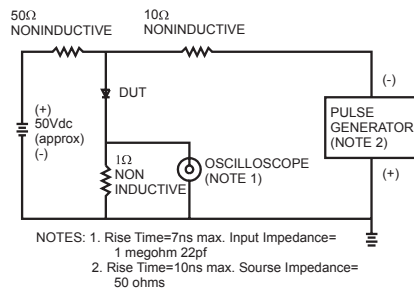 50Ω
NONINDUCTIVE
10Ω
NONINDUCTIVE
DUT
(+)
50Vdc
(approx)
(-)
1Ω
NON
INDUCTIVE
OSCILLOSCOPE
(NOTE 1)
(-)
PULSE
GENERATOR
(NOTE 2)
(+)
NOTES: 1. Rise Time=7ns max. Input Impedance=
1 megohm 22pf
2. Rise Time=10ns max. Sourse Impedance=
50 ohms